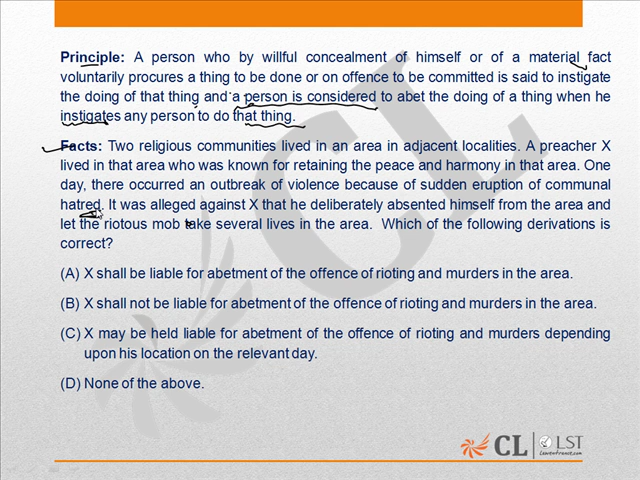 Principle: A person who by willful concealment of himself or of a material fact
voluntarily procures a thing to be done or on offence to be committed is said to instigate
the doing of that thing and a person is considered to abet the doing of a thing when he
instigates any person to do that thing.
Facts: Two religious communities lived in an area in adjacent localities. A preacher X
lived in that area who was known for retaining the peace and harmony in that area. One
day, there occurred an outbreak of violence because of sudden eruption of communal
hatred. It was alleged against X that he deliberately absented himself from the area and
let the riotous mob take several lives in the area. Which of the following derivations is
correct?
(A) X shall be liable for abetment of the offence of rioting and murders in the area.
(B) X shall not be liable for abetment of the offence of rioting and murders in the area.
(C) X may be held liable for abetment of the offence of rioting and murders depending
upon his location on the relevant day.
(D) None of the above.
CL
CL LST